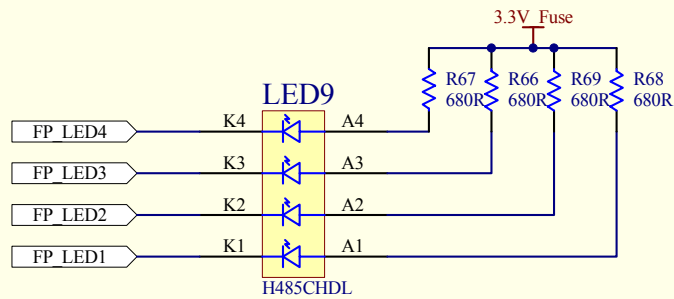 3.3V_Fuse
R67 R66 R69 R68
680R 680R 680R 680R
LED9
FP_LED4 K4 A4
FP_LED3 K3 A3
FP_LED2 K2 A2
FP_LED1 K1 A1
H485CHDL